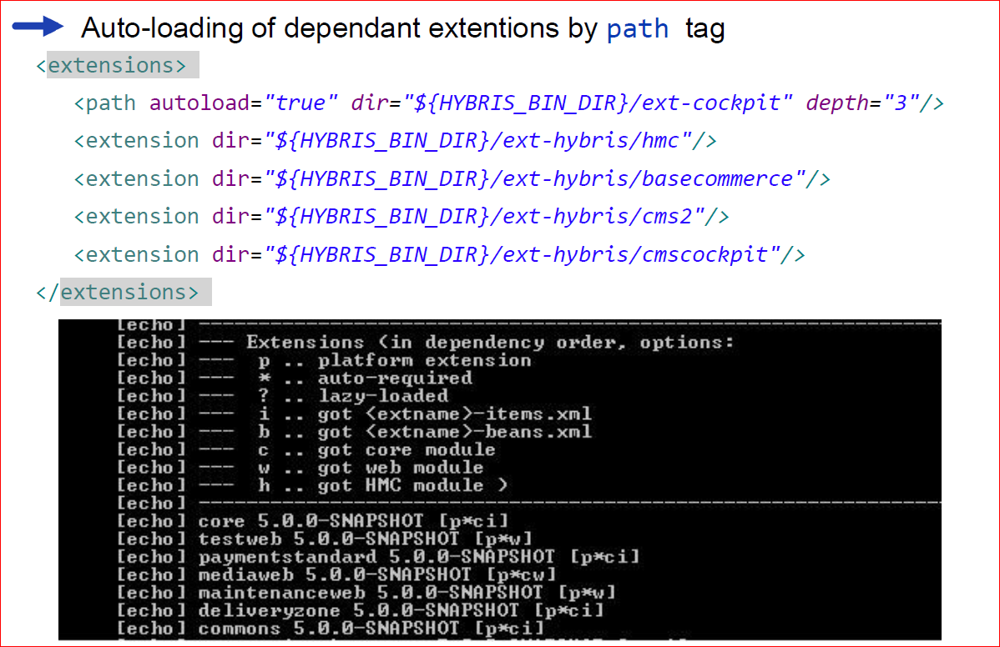 Auto-loading of dependant extentions by path tag
<extensions>
<path autoload="true" dir="${HYBRIS_BIN_DIR}/ext-cockpit" depth="3"/>
<extension dir="${HYBRIS_BIN_DIR}/ext-hybris/hmc"/>
<extension dir="${HYBRIS_BIN_DIR}/ext-hybris/basecommerce"/>
<extension dir="${HYBRIS_BIN_DIR}/ext-hybris/cms2"/>
<extension dir="${HYBRIS_BIN_DIR}/ext-hybris/cmscockpit"/>
</extensions>
[echo] --------------------------------------------------------------
[echo] --- Extensions (in dependency order, options:
[echo] --- p .. platform extension
[echo] --- * .. auto-required
[echo] --- ? .. lazy-loaded
[echo] --- i .. got <extname>-items.xml
[echo] --- b .. got <extname>-beans.xml
[echo] --- c .. got core module
[echo] --- w .. got web module
[echo] --- h .. got HMC module )
[echo] --------------------------------------------------------------
[echo] core 5.0.0-SNAPSHOT [p*ci]
[echo] testweb 5.0.0-SNAPSHOT [p*w]
[echo] paymentstandard 5.0.0-SNAPSHOT [p*ci]
[echo] mediaweb 5.0.0-SNAPSHOT [p*cw]
[echo] maintenanceweb 5.0.0-SNAPSHOT [p*w]
[echo] deliveryzone 5.0.0-SNAPSHOT [p*ci]
[echo] commons 5.0.0-SNAPSHOT [p*ci]